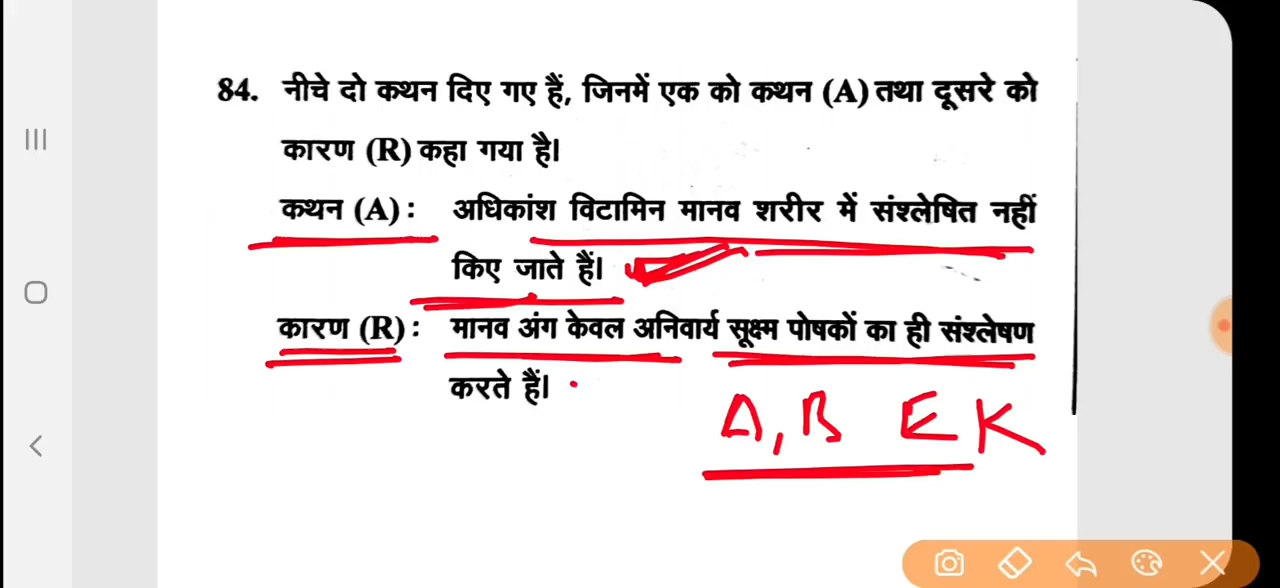 84. नीचे दो कथन दिए गए हैं, जिनमें एक को कथन (A) तथा दूसरे को
कारण (R) कहा गया है।
कथन (A) : अधिकांश विटामिन मानव शरीर में संश्लेषित नहीं
किए जाते हैं।
कारण (R) : मानव अंग केवल अनिवार्य सूक्ष्म पोषकों का ही संश्लेषण
करते हैं।
A, B E K